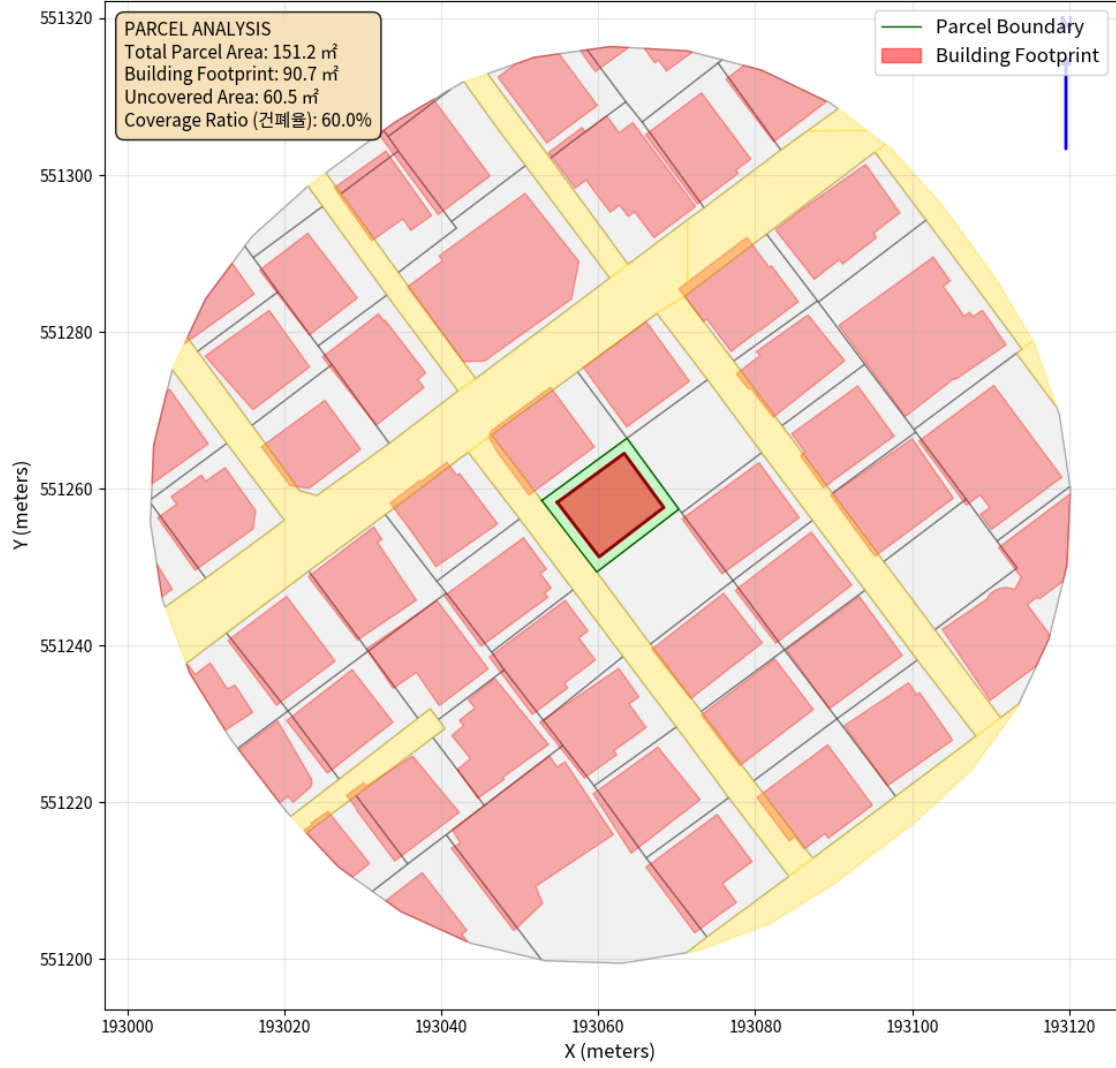 PARCEL ANALYSIS
Total Parcel Area: 151.2 ㎡
Building Footprint: 90.7 ㎡
Uncovered Area: 60.5 ㎡
Coverage Ratio (건폐율): 60.0%
Parcel Boundary
Building Footprint
N
551320
551300
551280
551260
551240
551220
551200
Y (meters)
193000
193020
193040
193060
193080
193100
193120
X (meters)